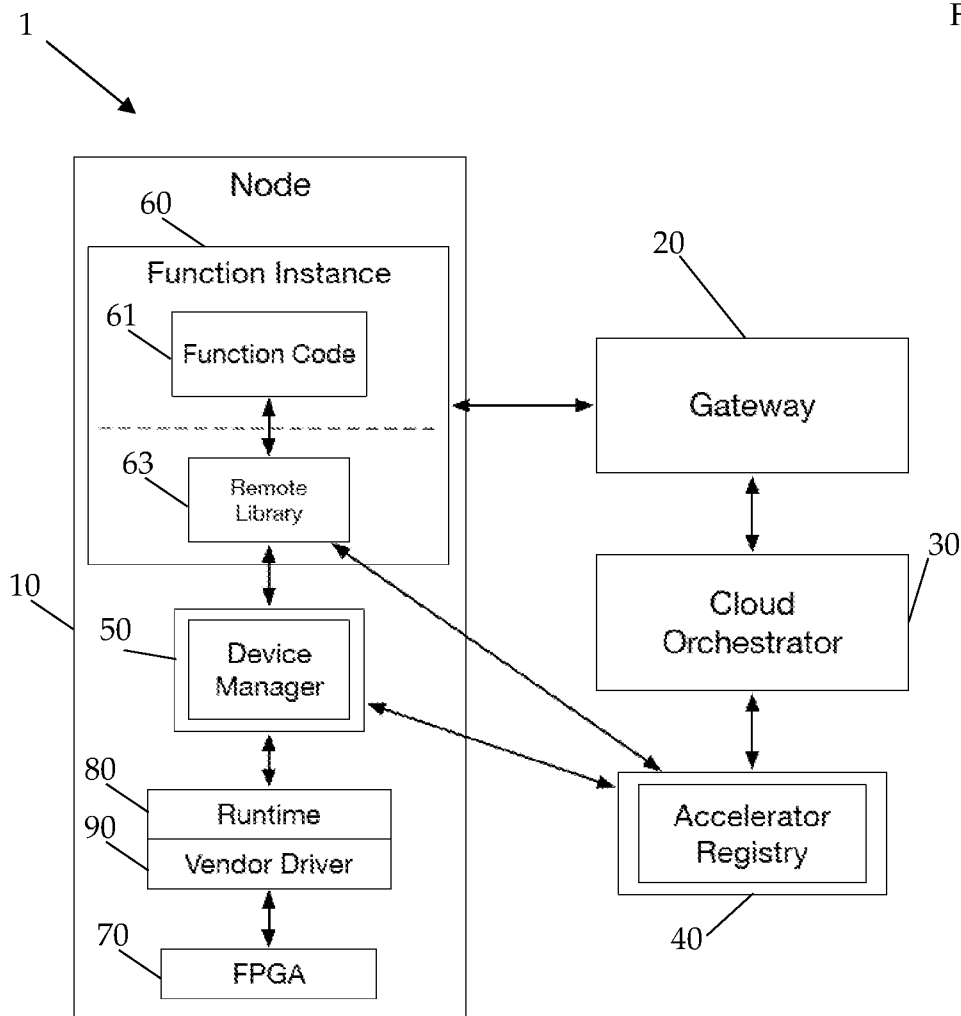 1
F
Node
60
Function Instance
61
Function Code
63
Remote
Library
10
50
Device
Manager
80
Runtime
90
Vendor Driver
70
FPGA
20
Gateway
30
Cloud
Orchestrator
Accelerator
Registry
40